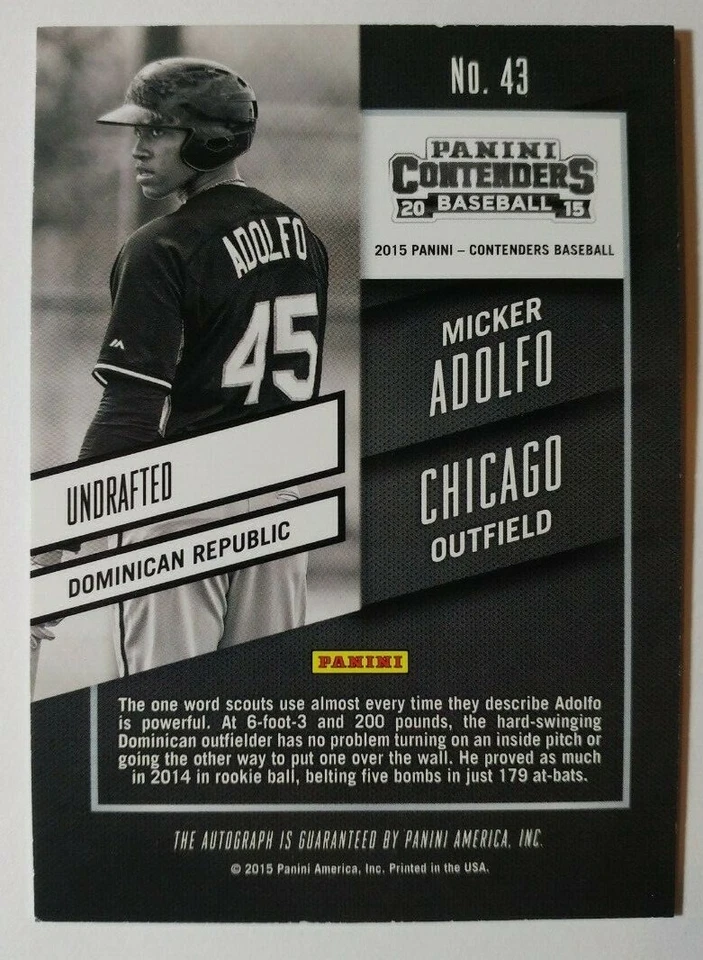 No. 43
PANINI
CONTENDERS
20 BASEBALL 15
2015 PANINI – CONTENDERS BASEBALL
ADOLFO
45
MICKER
ADOLFO
CHICAGO
OUTFIELD
UNDRAFTED
DOMINICAN REPUBLIC
PANINI
The one word scouts use almost every time they describe Adolfo
is powerful. At 6-foot-3 and 200 pounds, the hard-swinging
Dominican outfielder has no problem turning on an inside pitch or
going the other way to put one over the wall. He proved as much
in 2014 in rookie ball, belting five bombs in just 179 at-bats.
THE AUTOGRAPH IS GUARANTEED BY PANINI AMERICA, INC.
© 2015 Panini America, Inc. Printed in the USA.